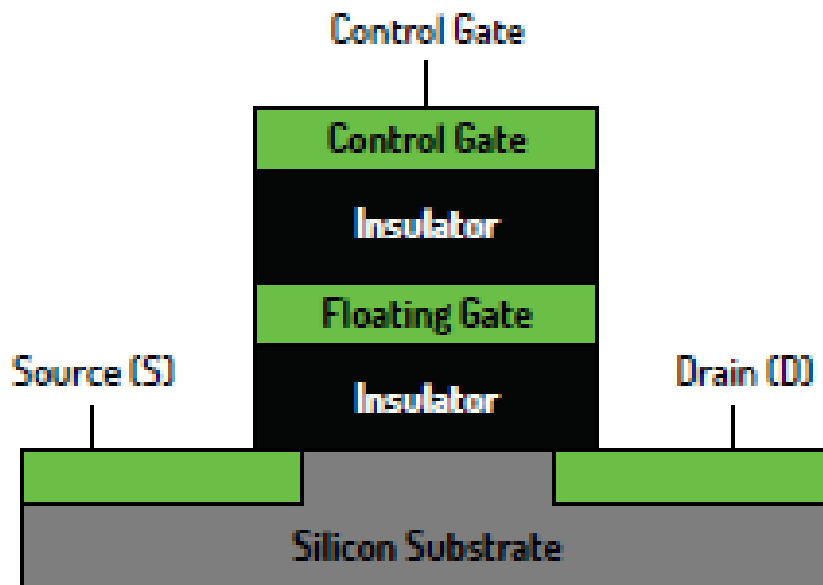 Control Gate
Control Gate
Insulator
Floating Gate
Source (S)
Drain (D)
Insulator
Silicon Substrate